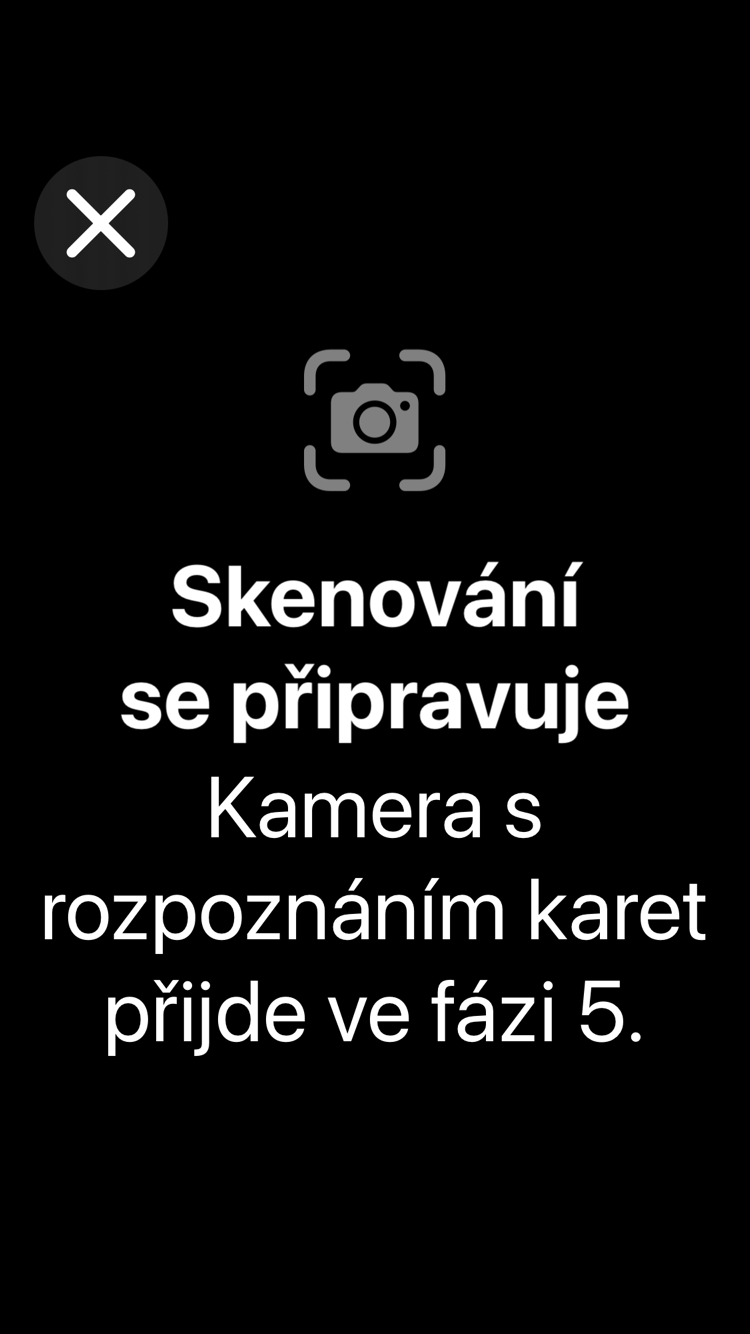 Skenování
se připravuje
Kamera s
rozpoznáním karet
přijde ve fázi 5.